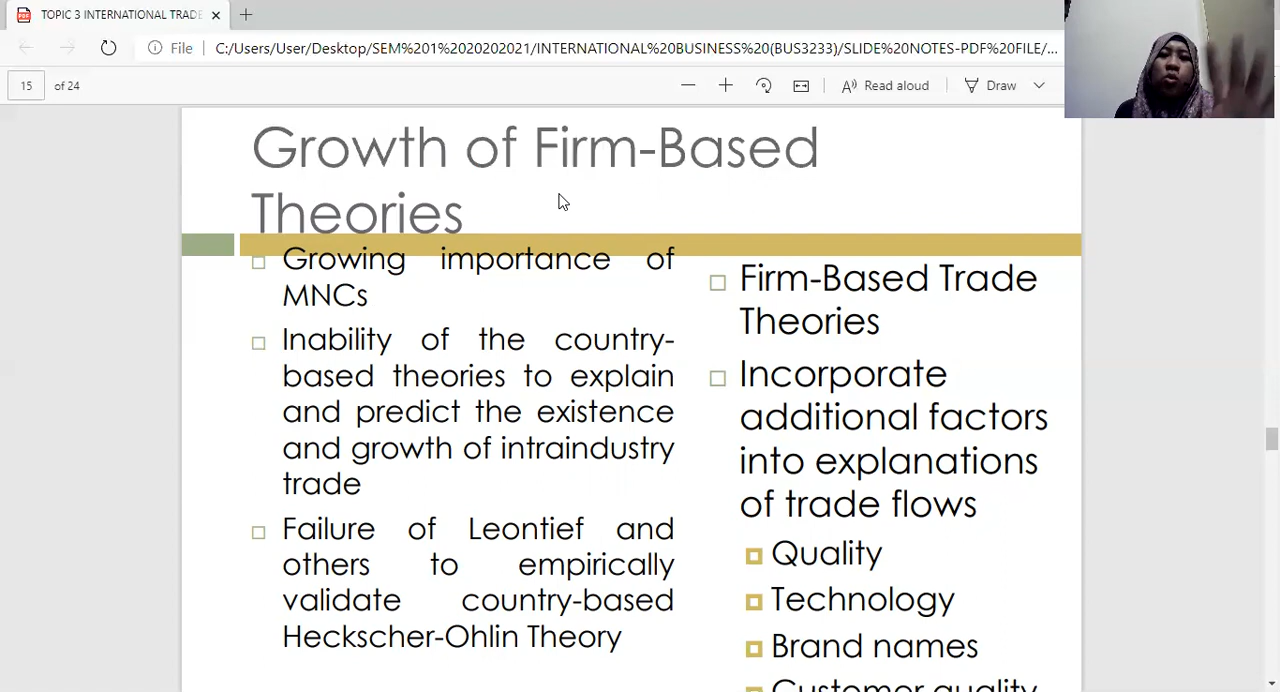 TOPIC 3 INTERNATIONAL TRADE
File
C:/Users/User/Desktop/SEM%201%2020202021/INTERNATIONAL%20BUSINESS%20(BUS3233)/SLIDE%20NOTES-PDF%20FILE/...
15 of 24
Read aloud
Draw
Growth of Firm-Based
Theories
Growing importance of
MNCs
Inability of the country-
based theories to explain
and predict the existence
and growth of intraindustry
trade
Failure of Leontief and
others to empirically
validate country-based
Heckscher-Ohlin Theory
Firm-Based Trade
Theories
Incorporate
additional factors
into explanations
of trade flows
Quality
Technology
Brand names
Customer quality